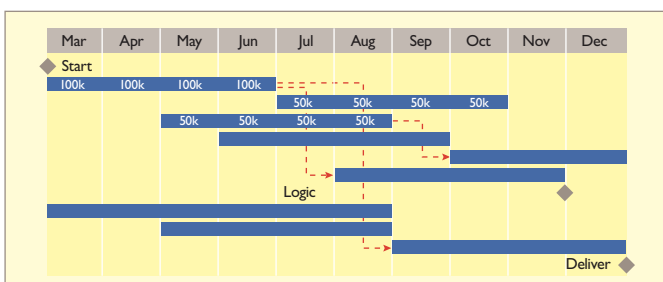 Mar Apr May Jun Jul Aug Sep Oct Nov Dec
Start
100k 100k 100k 100k
50k 50k 50k 50k
50k 50k 50k 50k
Logic
Deliver